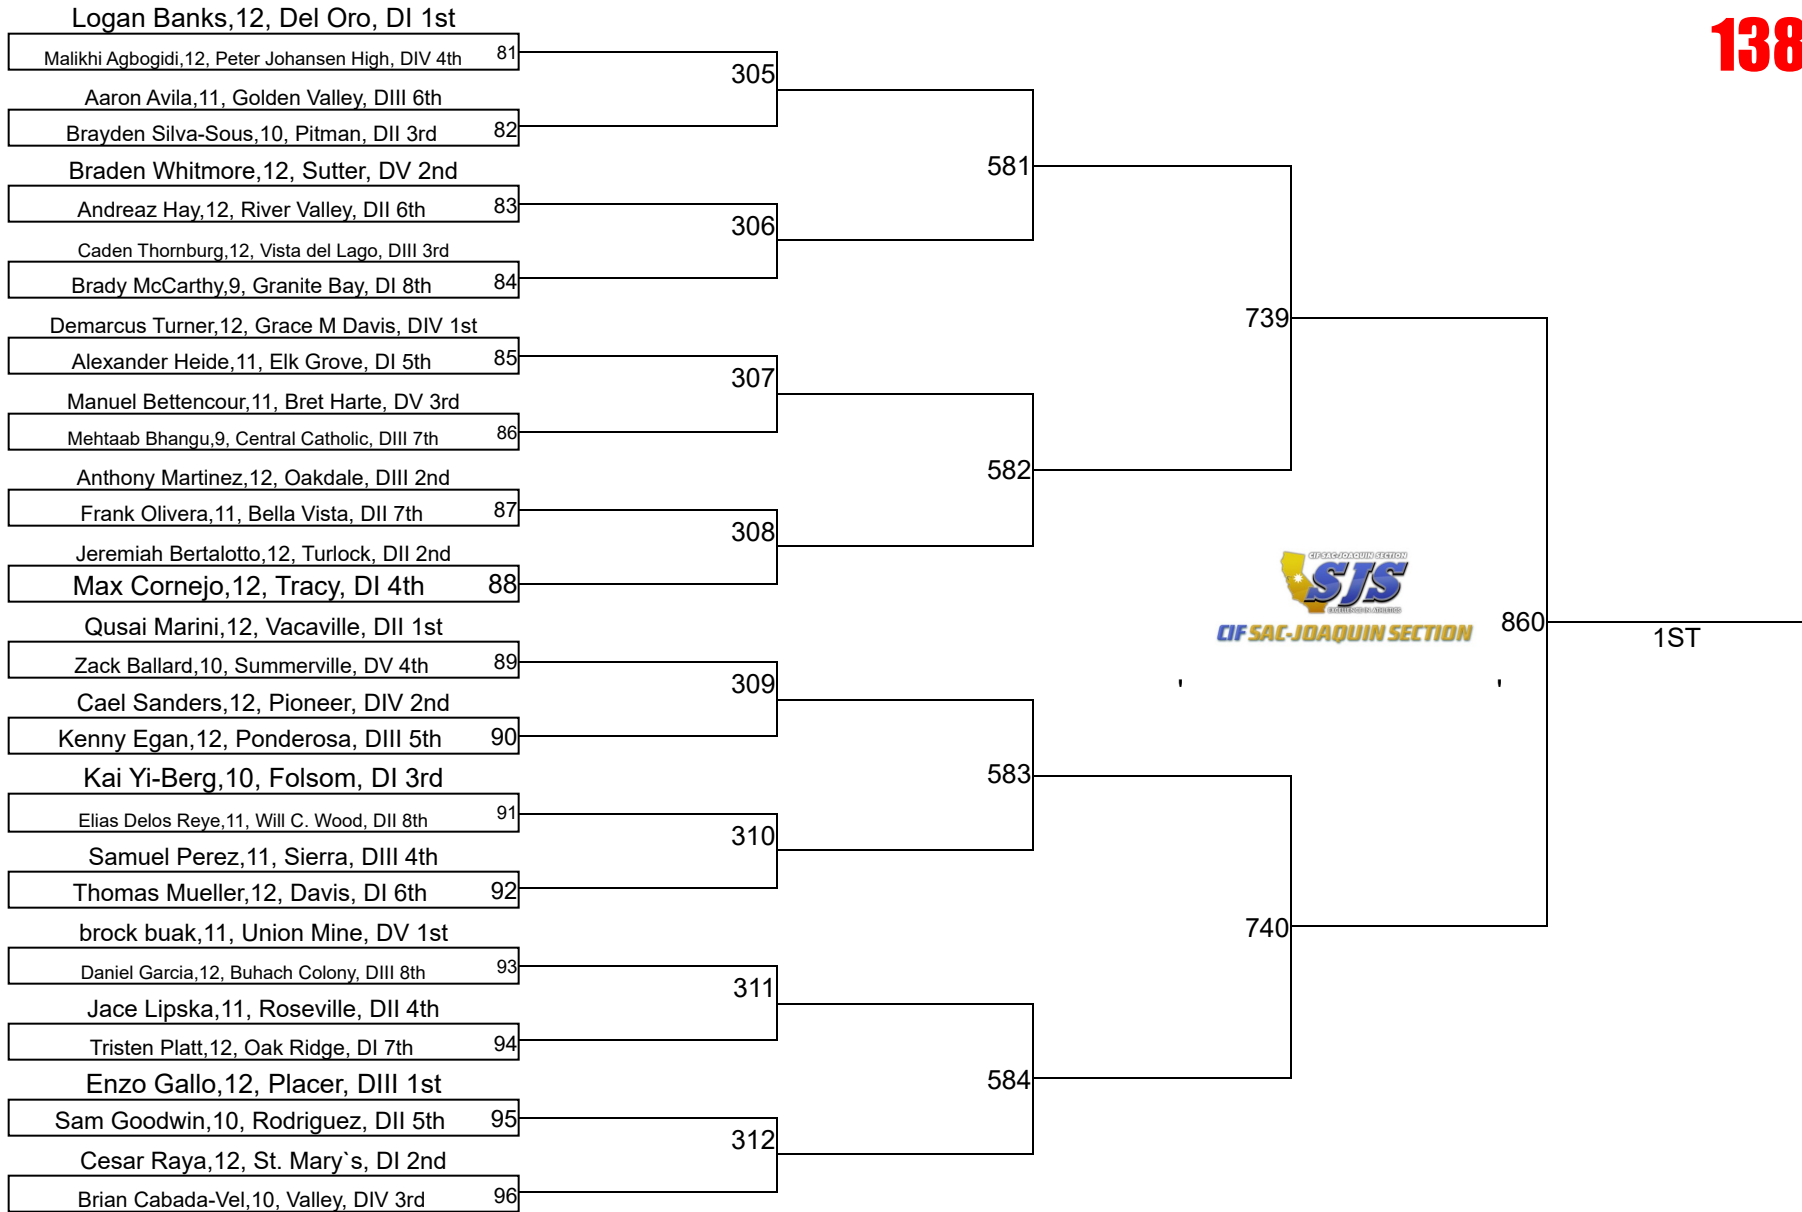 138
Logan Banks,12, Del Oro, DI 1st
Malikhi Agbogidi,12, Peter Johansen High, DIV 4th 81
305
Aaron Avila,11, Golden Valley, DIII 6th
Brayden Silva-Sous,10, Pitman, DII 3rd 82
581
Braden Whitmore,12, Sutter, DV 2nd
Andreaz Hay,12, River Valley, DII 6th 83
306
Caden Thornburg,12, Vista del Lago, DIII 3rd
Brady McCarthy,9, Granite Bay, DI 8th 84
739
Demarcus Turner,12, Grace M Davis, DIV 1st
Alexander Heide,11, Elk Grove, DI 5th 85
307
Manuel Bettencour,11, Bret Harte, DV 3rd
Mehtaab Bhangu,9, Central Catholic, DIII 7th 86
582
Anthony Martinez,12, Oakdale, DIII 2nd
Frank Olivera,11, Bella Vista, DII 7th 87
308
Jeremiah Bertalotto,12, Turlock, DII 2nd
Max Cornejo,12, Tracy, DI 4th 88
CIF SAC-JOAQUIN SECTION
SJS
EXCELLENCE IN ATHLETICS
CIF SAC-JOAQUIN SECTION
860
1ST
Qusai Marini,12, Vacaville, DII 1st
Zack Ballard,10, Summerville, DV 4th 89
309
' '
Cael Sanders,12, Pioneer, DIV 2nd
Kenny Egan,12, Ponderosa, DIII 5th 90
583
Kai Yi-Berg,10, Folsom, DI 3rd
Elias Delos Reye,11, Will C. Wood, DII 8th 91
310
Samuel Perez,11, Sierra, DIII 4th
Thomas Mueller,12, Davis, DI 6th 92
740
brock buak,11, Union Mine, DV 1st
Daniel Garcia,12, Buhach Colony, DIII 8th 93
311
Jace Lipska,11, Roseville, DII 4th
Tristen Platt,12, Oak Ridge, DI 7th 94
584
Enzo Gallo,12, Placer, DIII 1st
Sam Goodwin,10, Rodriguez, DII 5th 95
312
Cesar Raya,12, St. Mary`s, DI 2nd
Brian Cabada-Vel,10, Valley, DIV 3rd 96